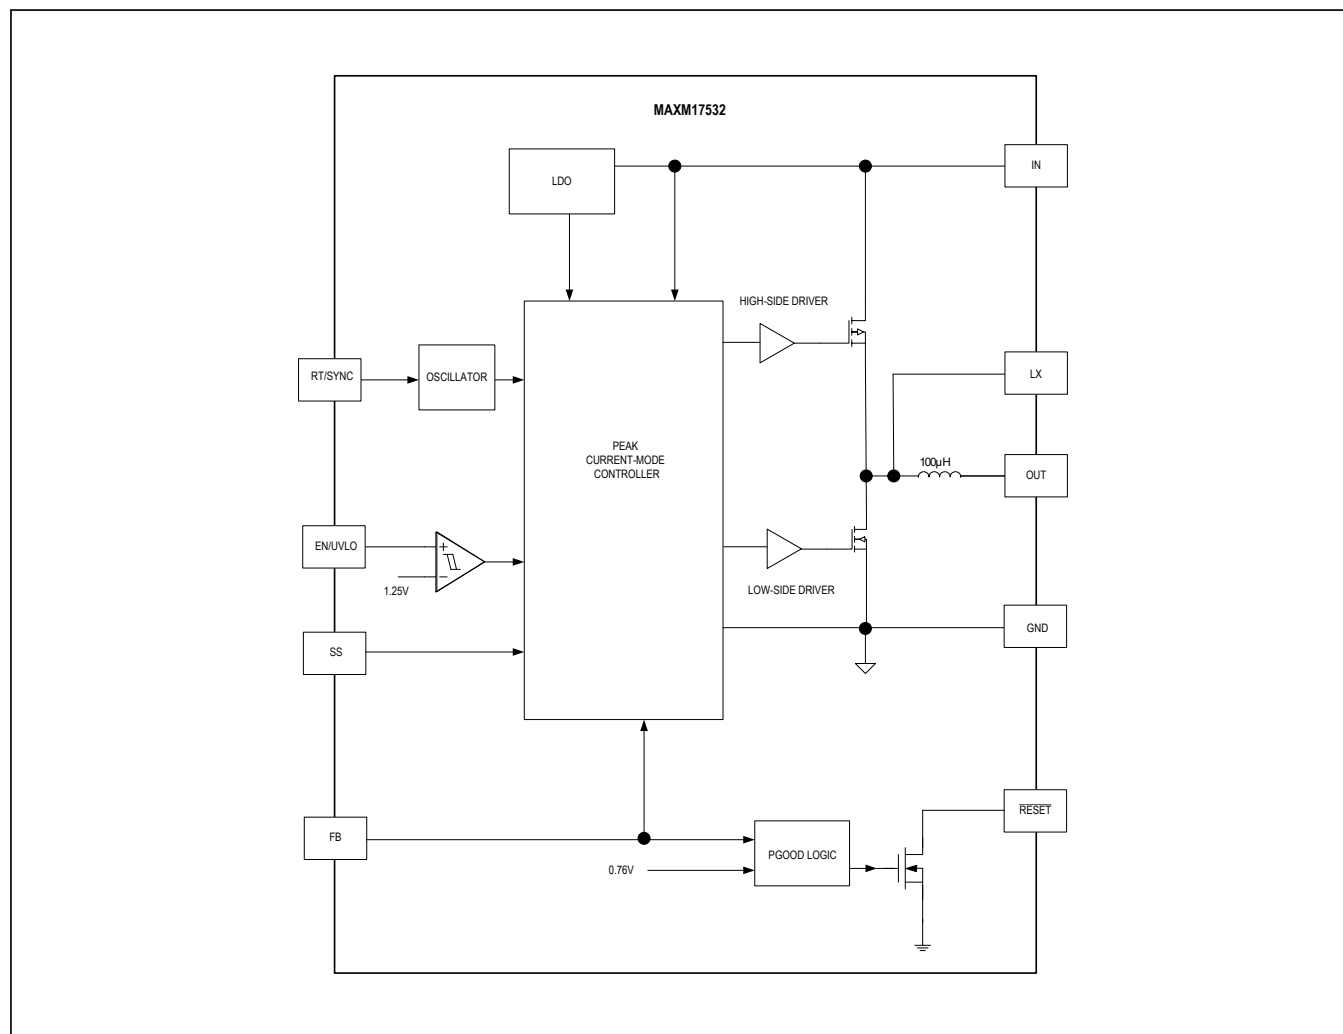 MAXM17532
IN
LDO
HIGH-SIDE DRIVER
RT/SYNC
OSCILLATOR
LX
PEAK
CURRENT-MODE
CONTROLLER
100µH
OUT
EN/UVLO
+
−
1.25V
LOW-SIDE DRIVER
SS
GND
RESET
FB
PGOOD LOGIC
0.76V